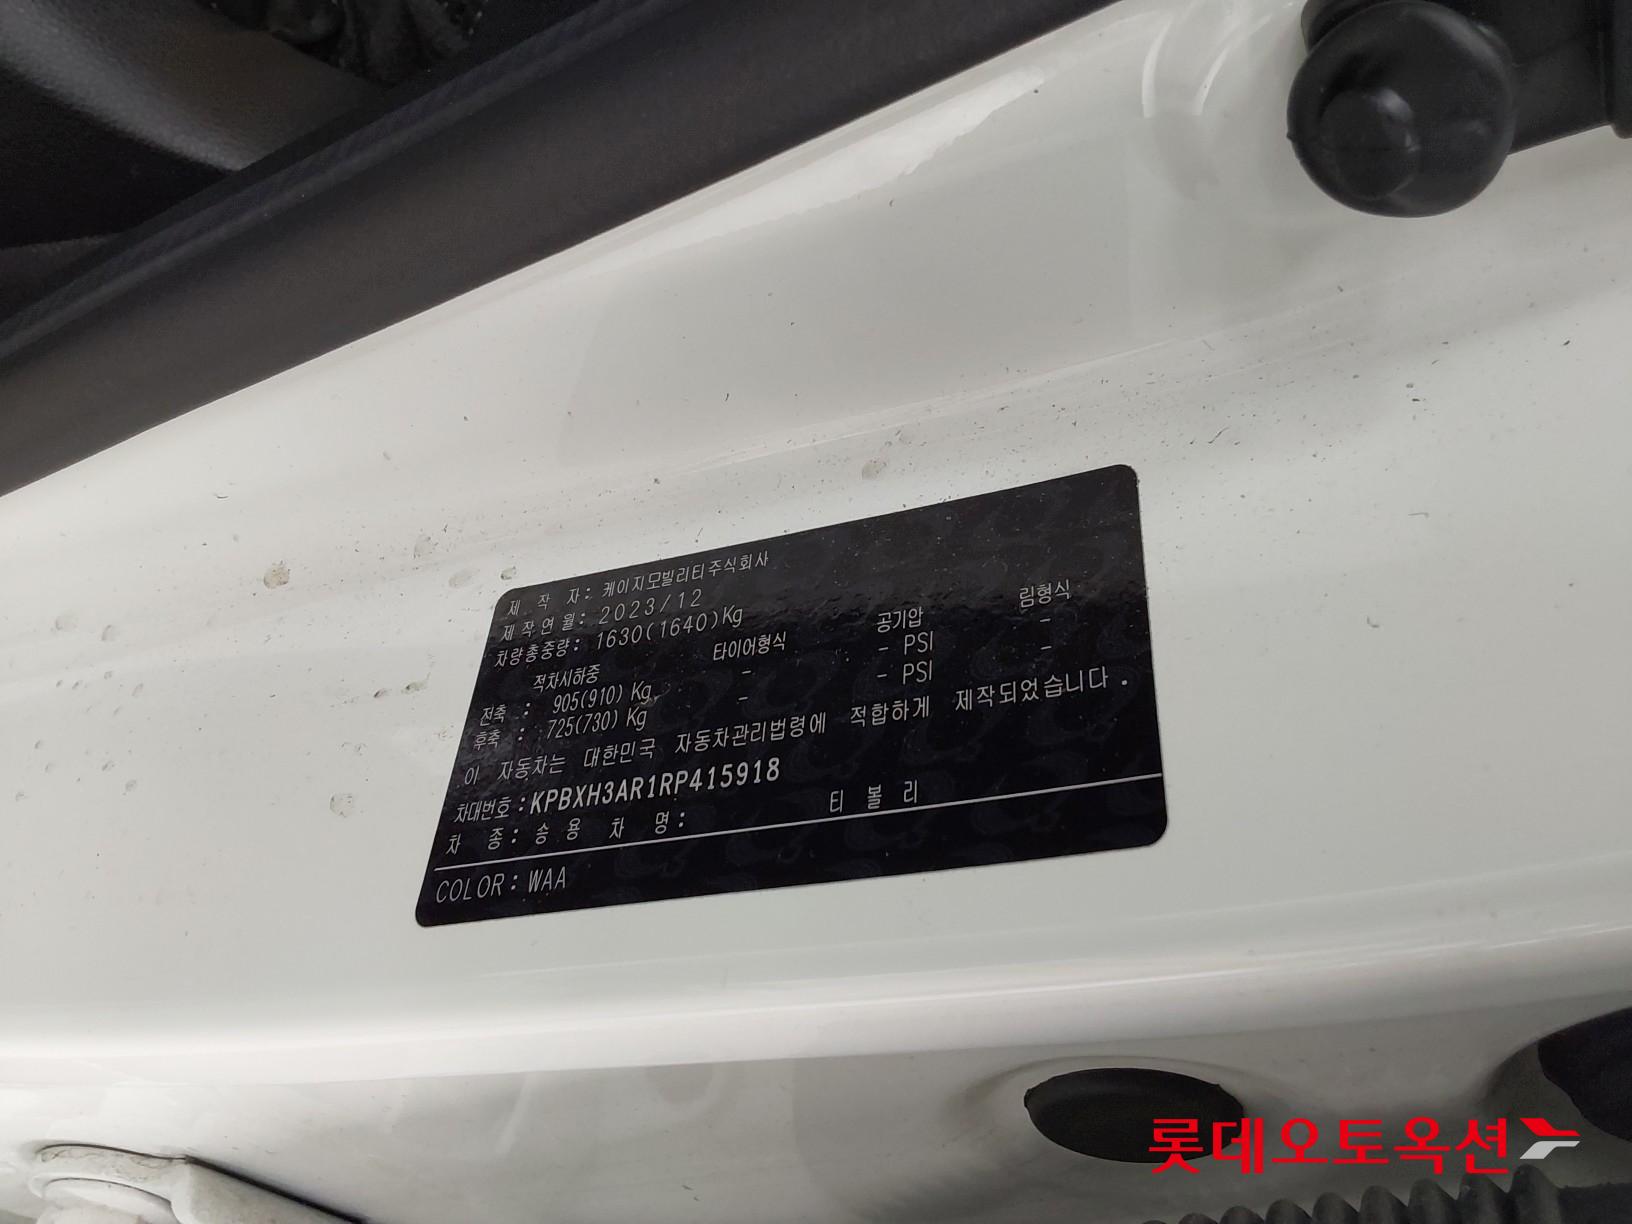 제 작 자: 케이지모빌리티주식회사
제작연월: 2023/12
차량총중량: 1630(1640)Kg
적차시하중 타이어형식 공기압 림형식
전축 : 905(910) Kg - - PSI -
후축 : 725(730) Kg - - PSI -
이 자동차는 대한민국 자동차관리법령에 적합하게 제작되었습니다.
차대번호: KPBXH3AR1RP415918
차 종: 승용 차 명: 티볼리
COLOR: WAA
롯데오토옥션